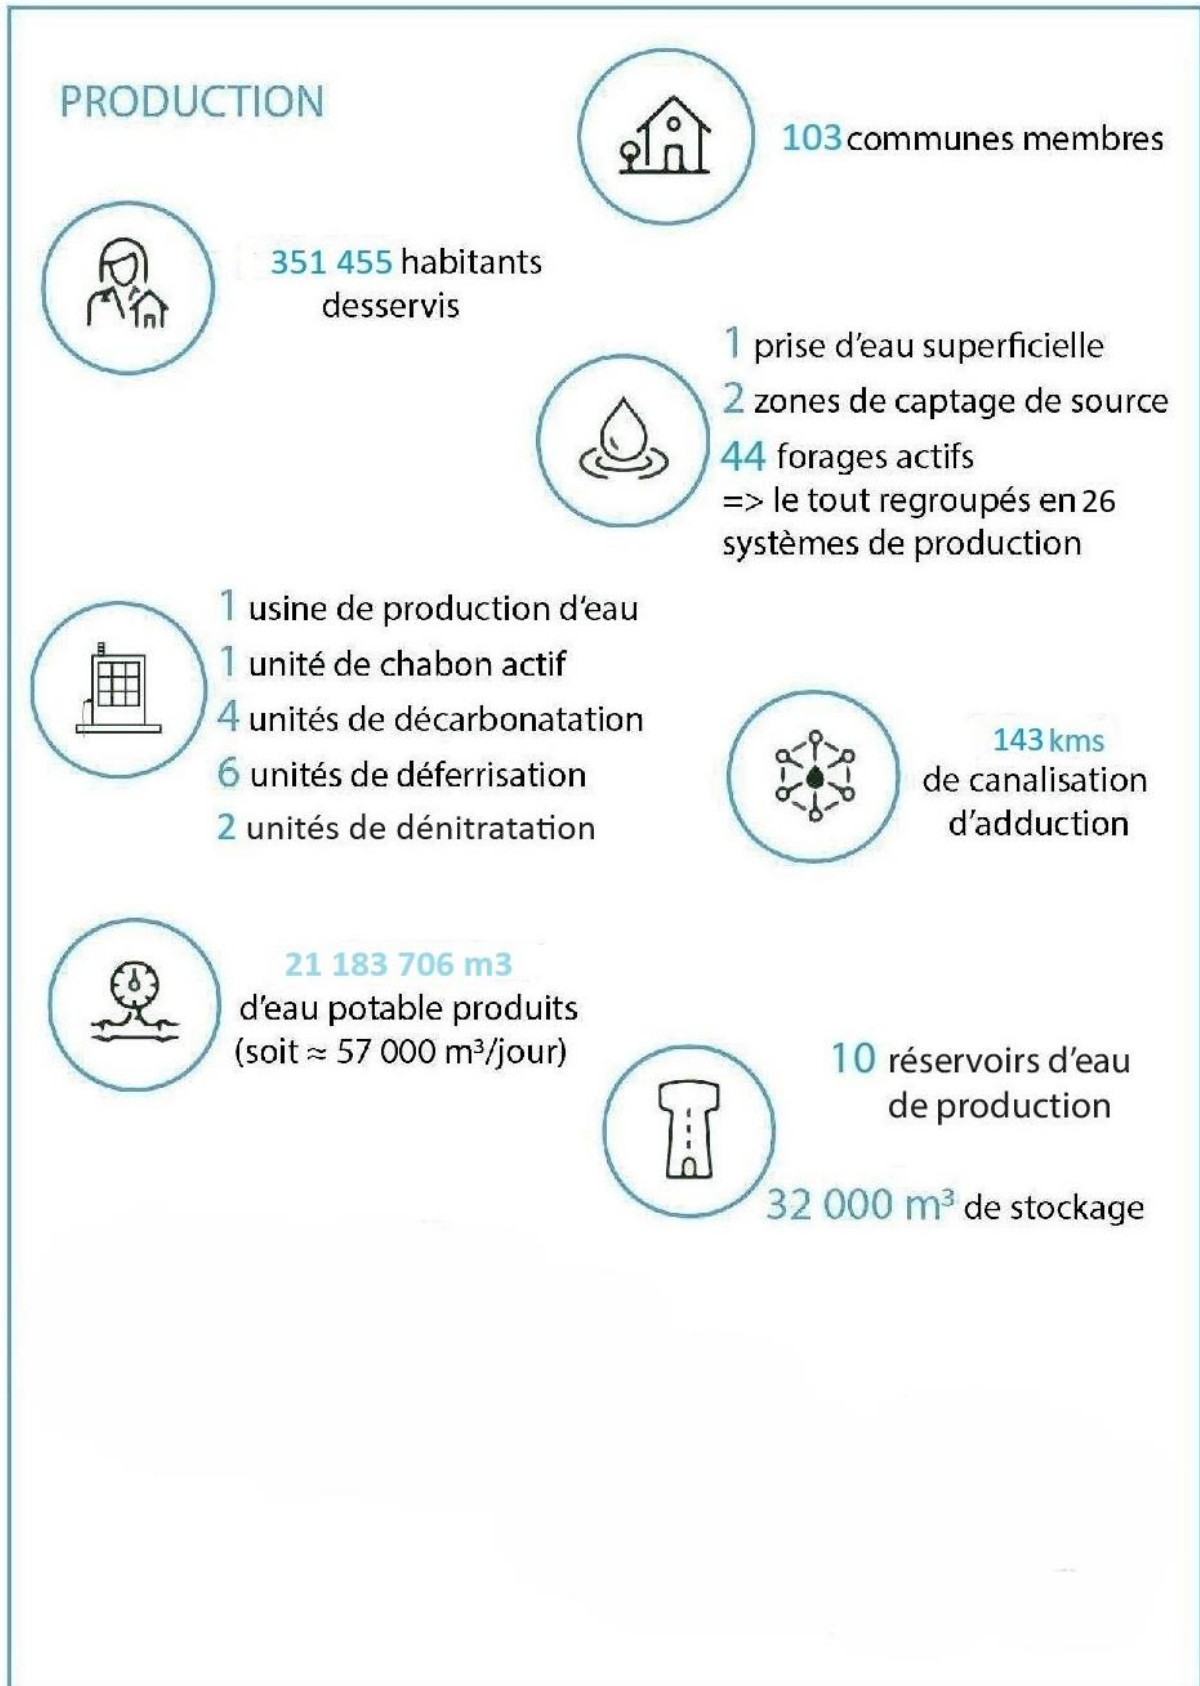 PRODUCTION
103 communes membres
351 455 habitants
desservis
1 prise d'eau superficielle
2 zones de captage de source
44 forages actifs
=> le tout regroupés en 26
systèmes de production
1 usine de production d'eau
1 unité de chabon actif
4 unités de décarbonatation
6 unités de déferrisation
2 unités de dénitratation
143 kms
de canalisation
d'adduction
21 183 706 m3
d'eau potable produits
(soit ≈ 57 000 m³/jour)
10 réservoirs d'eau
de production
32 000 m³ de stockage